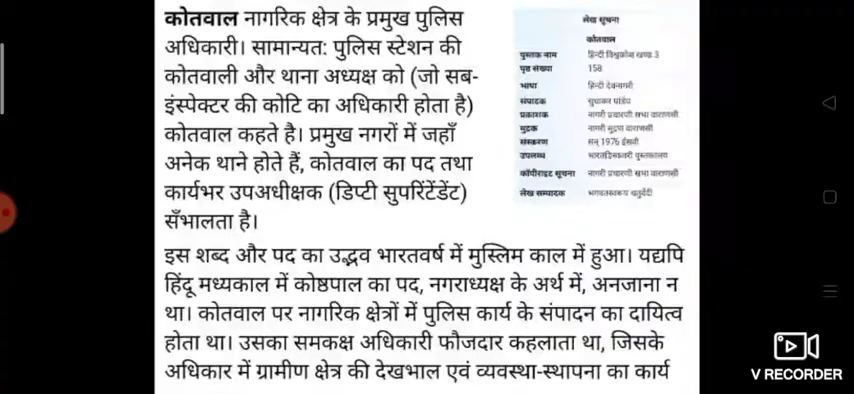 कोतवाल नागरिक क्षेत्र के प्रमुख पुलिस
अधिकारी। सामान्यत: पुलिस स्टेशन की
कोतवाली और थाना अध्यक्ष को (जो सब-
इंस्पेक्टर की कोटि का अधिकारी होता है)
कोतवाल कहते है। प्रमुख नगरों में जहाँ
अनेक थाने होते हैं, कोतवाल का पद तथा
कार्यभर उपअधीक्षक (डिप्टी सुपरिंटेंडेंट)
सँभालता है।
लेख सूचना
कोतवाल
पुस्तक नाम हिन्दी विश्वकोश खण्ड 3
पृष्ठ संख्या 158
भाषा हिन्दी देवनागरी
संपादक सुधाकर पांडेय
प्रकाशक नागरी प्रचारणी सभा वाराणसी
मुद्रक नागरी मुद्रण वाराणसी
संस्करण सन् 1976 ईसवी
उपलब्ध भारतडिस्कवरी पुस्तकालय
कॉपीराइट सूचना नागरी प्रचारणी सभा वाराणसी
लेख सम्पादक भगवतस्वरूप चतुर्वेदी
इस शब्द और पद का उद्भव भारतवर्ष में मुस्लिम काल में हुआ। यद्यपि
हिंदू मध्यकाल में कोष्ठपाल का पद, नगराध्यक्ष के अर्थ में, अनजाना न
था। कोतवाल पर नागरिक क्षेत्रों में पुलिस कार्य के संपादन का दायित्व
होता था। उसका समकक्ष अधिकारी फौजदार कहलाता था, जिसके
अधिकार में ग्रामीण क्षेत्र की देखभाल एवं व्यवस्था-स्थापना का कार्य
V RECORDER